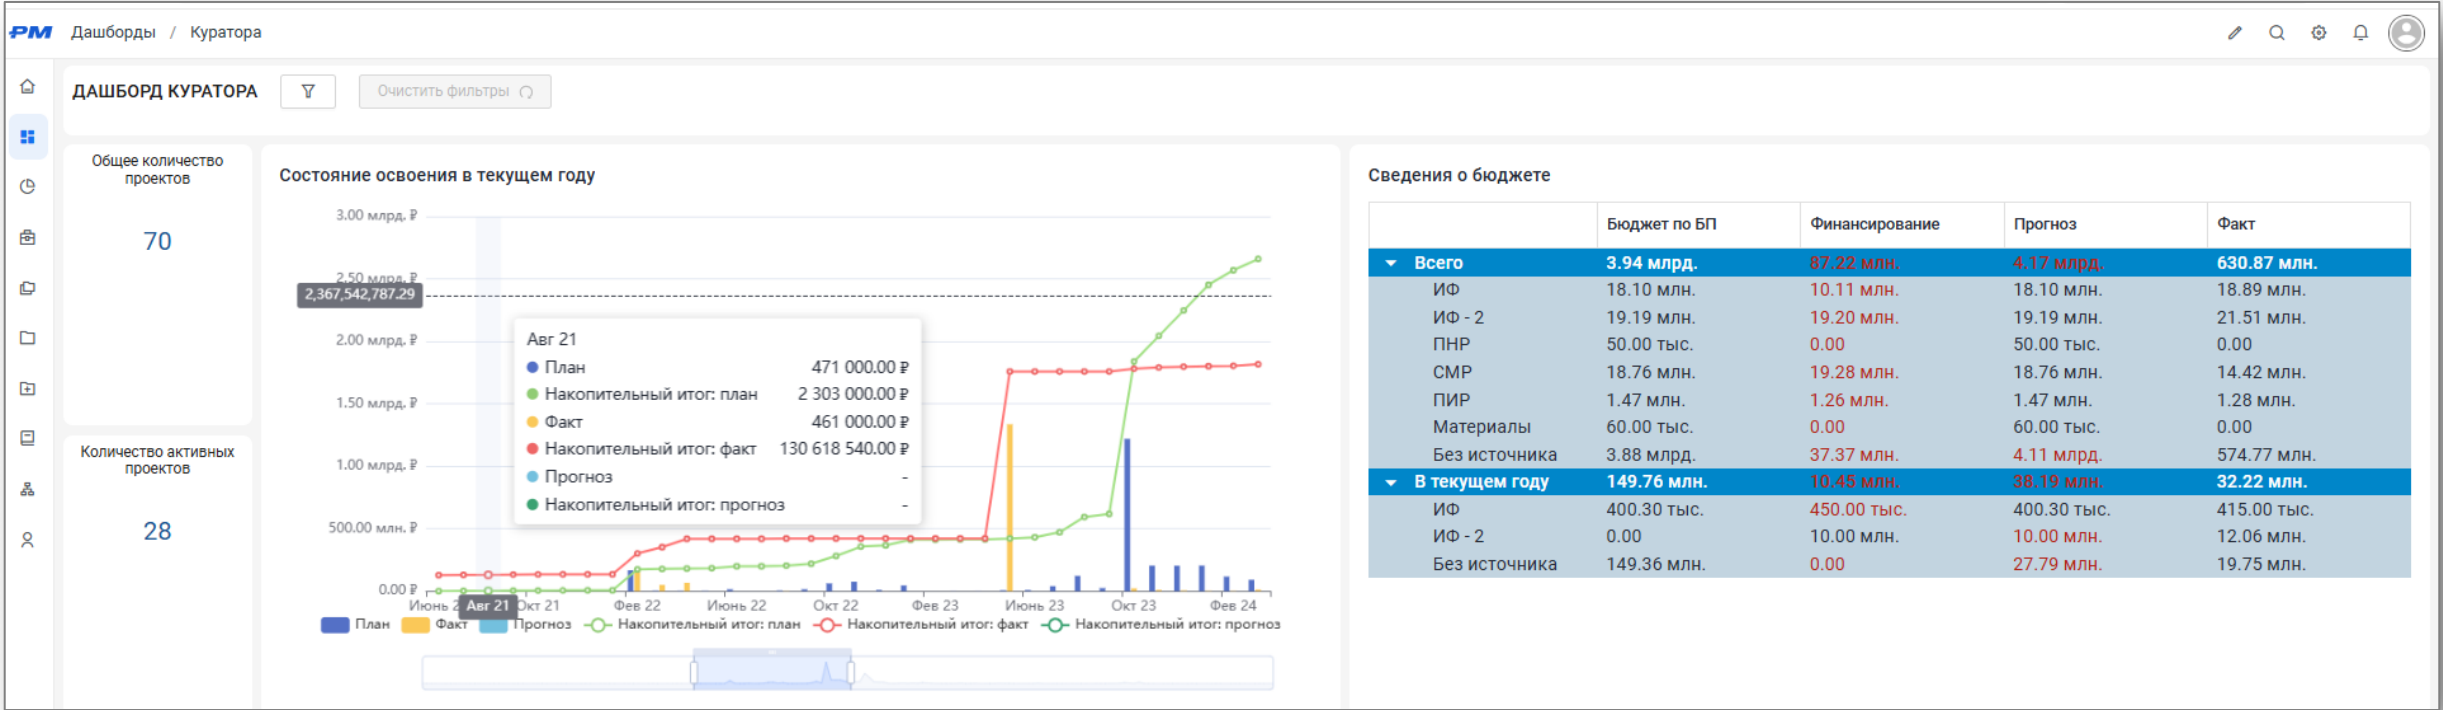 PM Дашборды / Куратора
ДАШБОРД КУРАТОРА
Очистить фильтры
Общее количество
проектов
70
Количество активных
проектов
28
Состояние освоения в текущем году
3.00 млрд. ₽
2.50 млрд. ₽
2,367,542,787.29
2.00 млрд. ₽
1.50 млрд. ₽
1.00 млрд. ₽
500.00 млн. ₽
0.00 ₽
Авг 21
План 471 000.00 ₽
Накопительный итог: план 2 303 000.00 ₽
Факт 461 000.00 ₽
Накопительный итог: факт 130 618 540.00 ₽
Прогноз -
Накопительный итог: прогноз -
Июнь 2 Авг 21 Окт 21 Фев 22 Июнь 22 Окт 22 Фев 23 Июнь 23 Окт 23 Фев 24
План Факт Прогноз Накопительный итог: план Накопительный итог: факт Накопительный итог: прогноз
Сведения о бюджете
Бюджет по БП Финансирование Прогноз Факт
Всего 3.94 млрд. 87.22 млн. 4.17 млрд. 630.87 млн.
ИФ 18.10 млн. 10.11 млн. 18.10 млн. 18.89 млн.
ИФ - 2 19.19 млн. 19.20 млн. 19.19 млн. 21.51 млн.
ПНР 50.00 тыс. 0.00 50.00 тыс. 0.00
СМР 18.76 млн. 19.28 млн. 18.76 млн. 14.42 млн.
ПИР 1.47 млн. 1.26 млн. 1.47 млн. 1.28 млн.
Материалы 60.00 тыс. 0.00 60.00 тыс. 0.00
Без источника 3.88 млрд. 37.37 млн. 4.11 млрд. 574.77 млн.
В текущем году 149.76 млн. 10.45 млн. 38.19 млн. 32.22 млн.
ИФ 400.30 тыс. 450.00 тыс. 400.30 тыс. 415.00 тыс.
ИФ - 2 0.00 10.00 млн. 10.00 млн. 12.06 млн.
Без источника 149.36 млн. 0.00 27.79 млн. 19.75 млн.